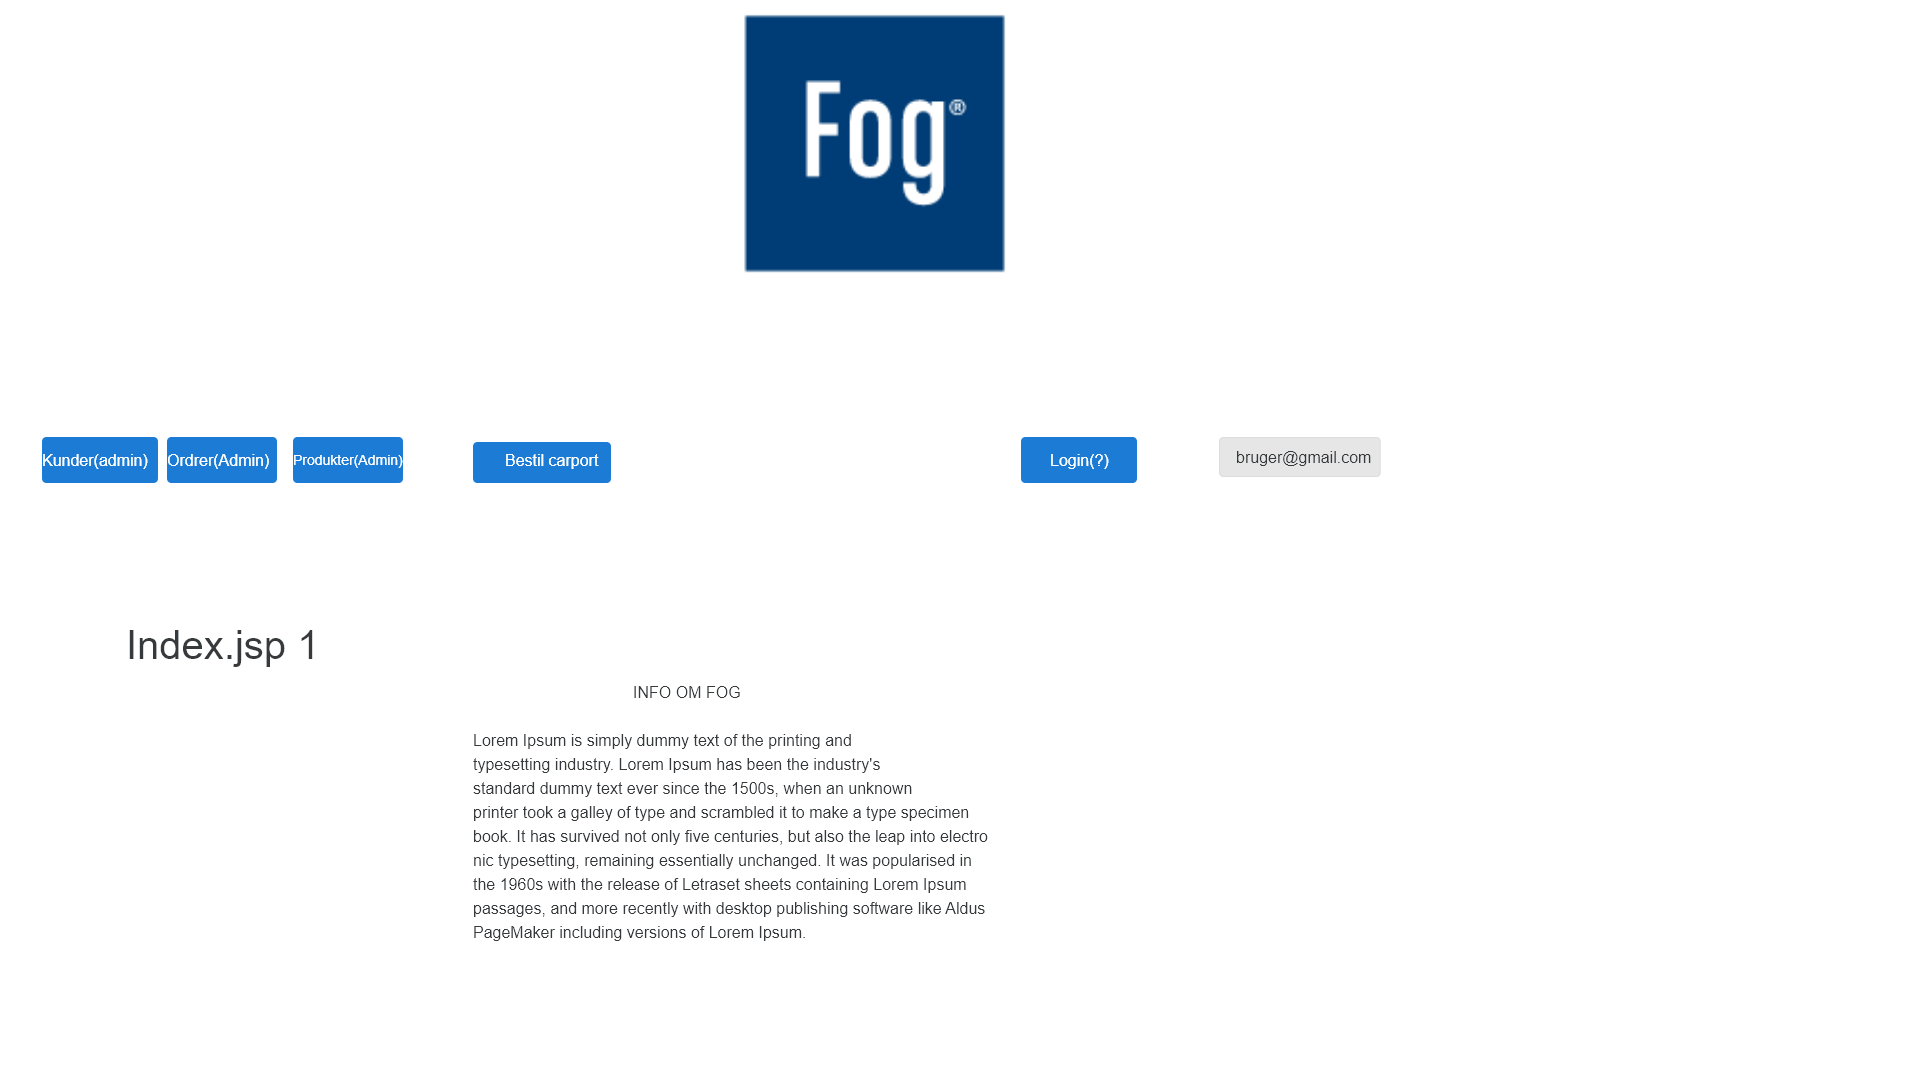 Fog®
Kunder(admin) Ordrer(Admin) Produkter(Admin) Bestil carport Login(?) bruger@gmail.com
Index.jsp 1
INFO OM FOG
Lorem Ipsum is simply dummy text of the printing and
typesetting industry. Lorem Ipsum has been the industry's
standard dummy text ever since the 1500s, when an unknown
printer took a galley of type and scrambled it to make a type specimen
book. It has survived not only five centuries, but also the leap into electro
nic typesetting, remaining essentially unchanged. It was popularised in
the 1960s with the release of Letraset sheets containing Lorem Ipsum
passages, and more recently with desktop publishing software like Aldus
PageMaker including versions of Lorem Ipsum.